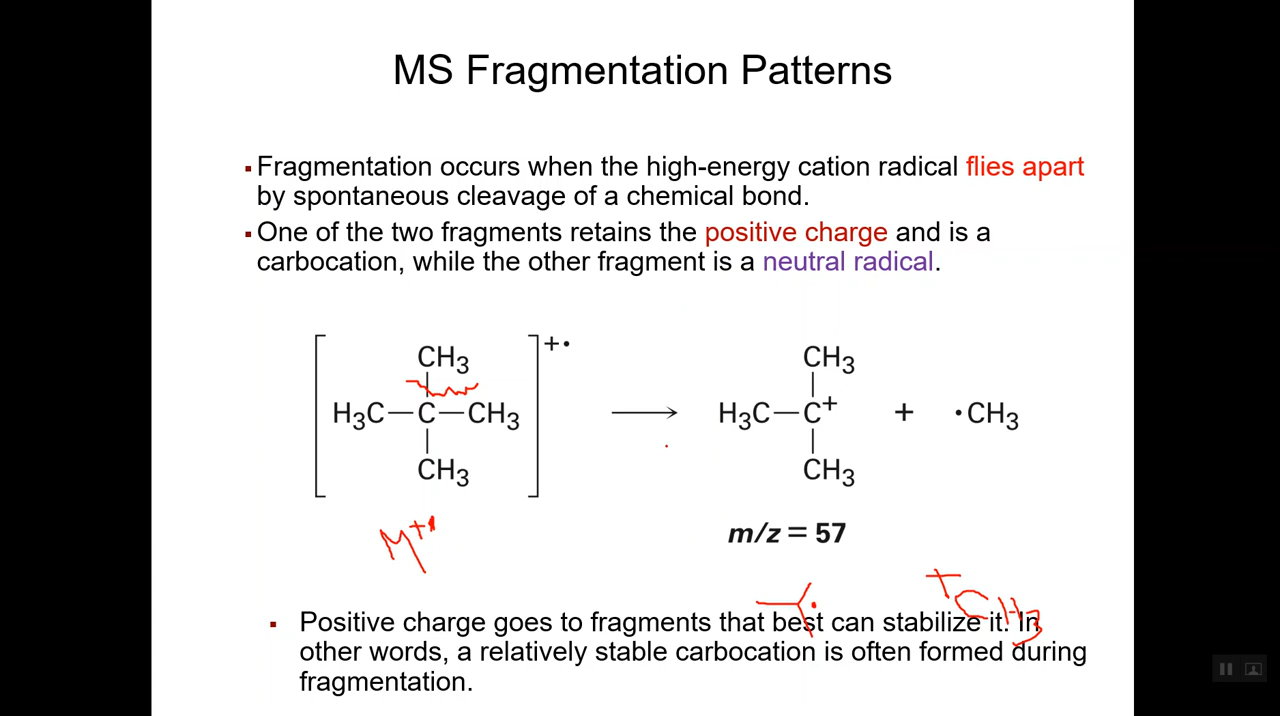 MS Fragmentation Patterns
▪Fragmentation occurs when the high-energy cation radical flies apart
by spontaneous cleavage of a chemical bond.
▪One of the two fragments retains the positive charge and is a
carbocation, while the other fragment is a neutral radical.
CH3 +• CH3
H3C—C—CH3 → H3C—C+ + •CH3
CH3 CH3
M+•
m/z = 57
+CH3
▪ Positive charge goes to fragments that best can stabilize it. In
other words, a relatively stable carbocation is often formed during
fragmentation.